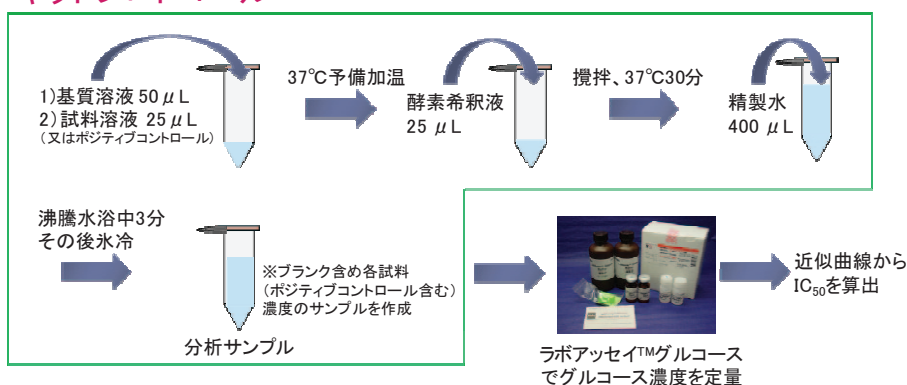 1)基質溶液 50μL
2)試料溶液 25μL
(又はポジティブコントロール)
37℃予備加温
酵素希釈液
25 μL
攪拌、37℃30分
精製水
400 μL
沸騰水浴中3分
その後氷冷
※ブランク含め各試料
(ポジティブコントロール含む)
濃度のサンプルを作成
分析サンプル
ラボアッセイ™グルコース
でグルコース濃度を定量
近似曲線から
IC50を算出